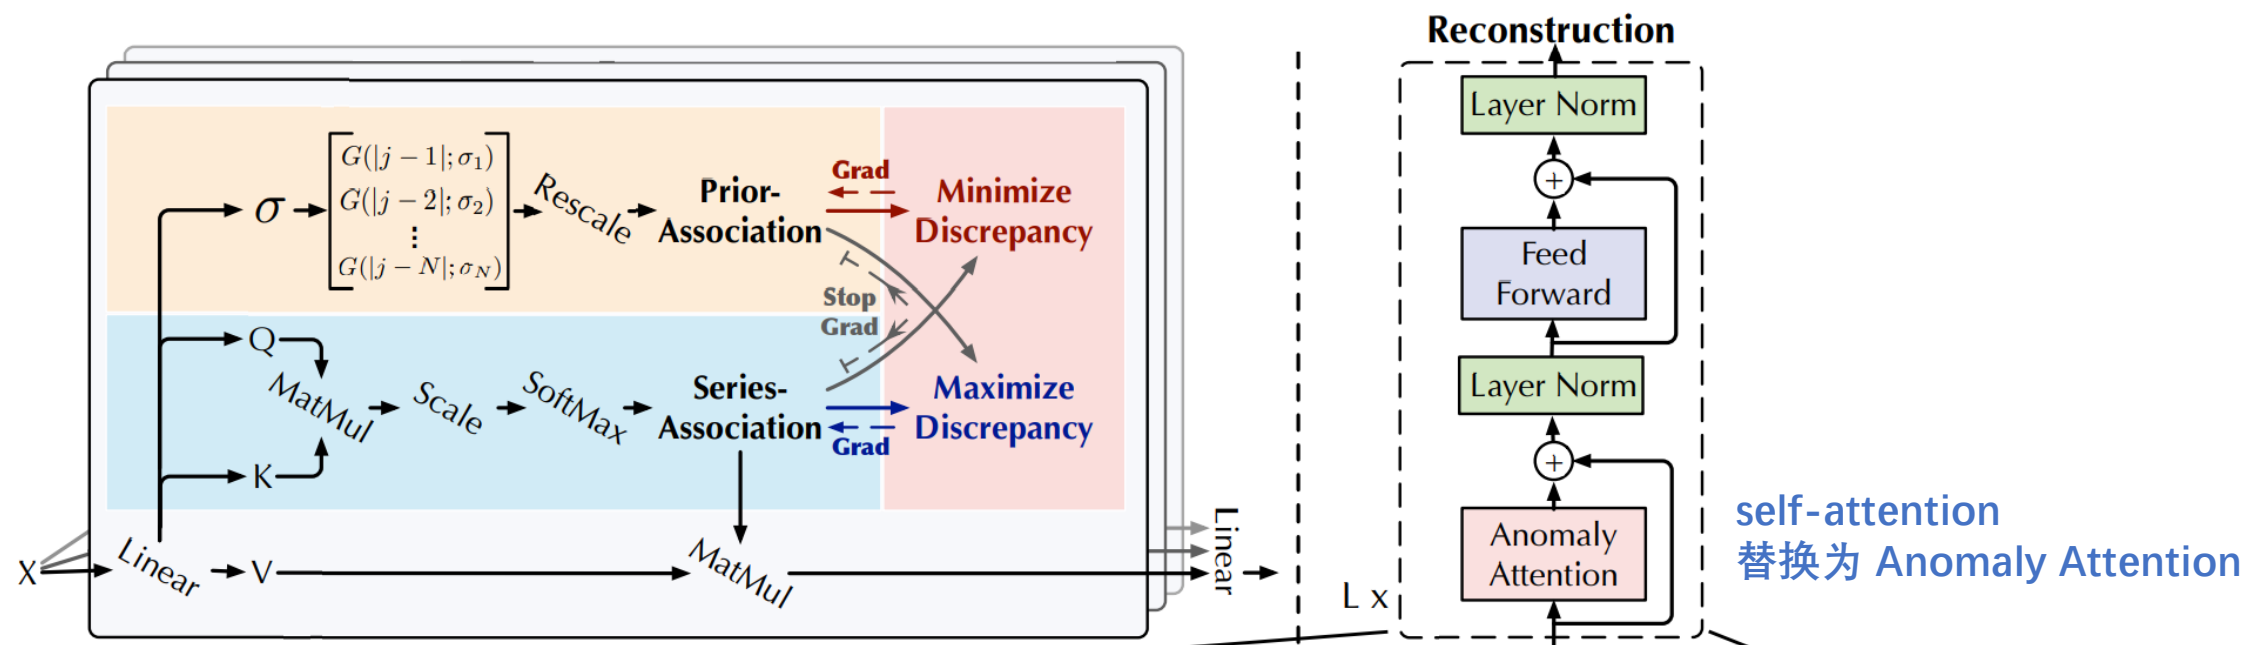 Reconstruction
Layer Norm
+
Feed
Forward
Layer Norm
+
Anomaly
Attention
L x
self-attention
替换为 Anomaly Attention
σ
G(|j − 1|; σ₁)
G(|j − 2|; σ₂)
⋮
G(|j − N|; σ_N)
Rescale
Prior-
Association
Grad
Minimize
Discrepancy
Stop
Grad
Q
MatMul
K
Scale
SoftMax
Series-
Association
Maximize
Discrepancy
Grad
X
Linear
V
MatMul
Linear